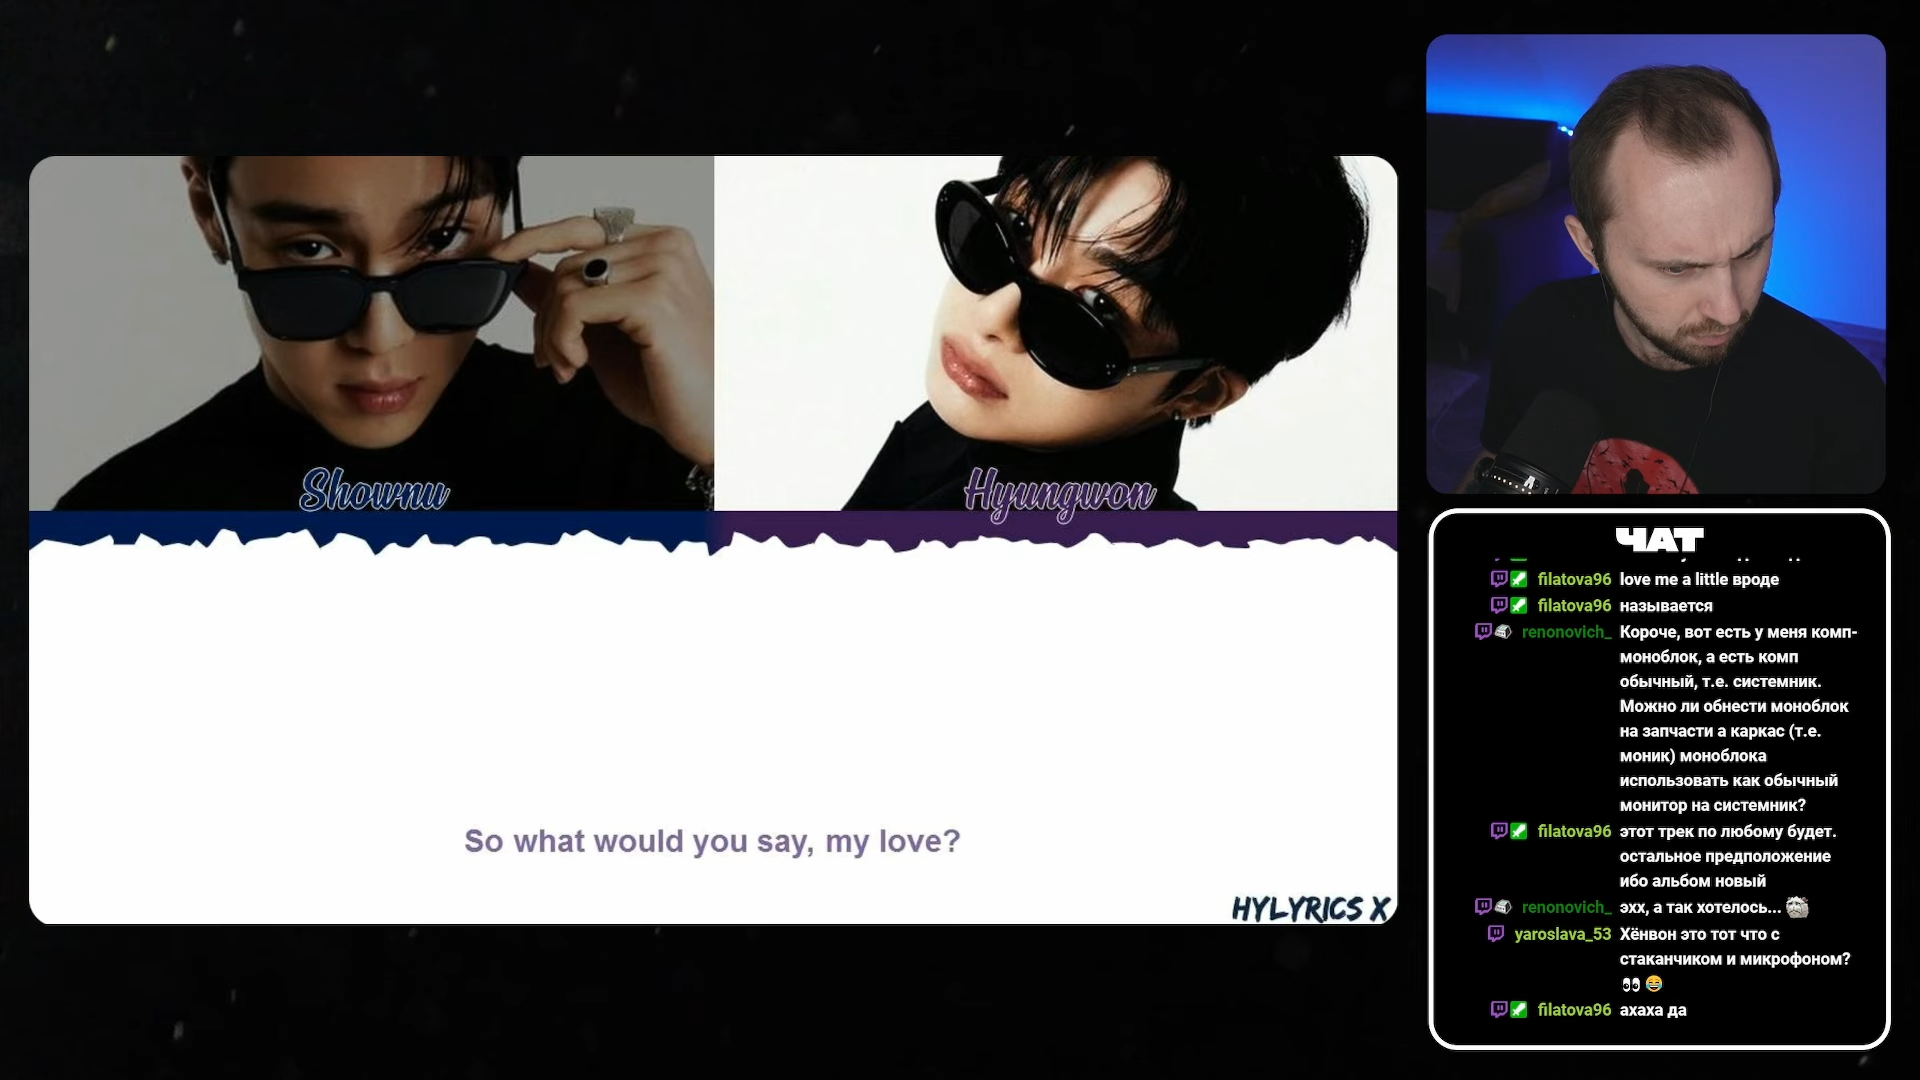 Shownu
Hyungwon
So what would you say, my love?
HYLYRICS X
ЧАТ
filatova96 love me a little вроде
filatova96 называется
renonovich_ Короче, вот есть у меня комп-
моноблок, а есть комп
обычный, т.е. системник.
Можно ли обнести моноблок
на запчасти а каркас (т.е.
моник) моноблока
использовать как обычный
монитор на системник?
filatova96 этот трек по любому будет.
остальное предположение
ибо альбом новый
renonovich_ эхх, а так хотелось...
yaroslava_53 Хёнвон это тот что с
стаканчиком и микрофоном?
👀 😂
filatova96 ахаха да